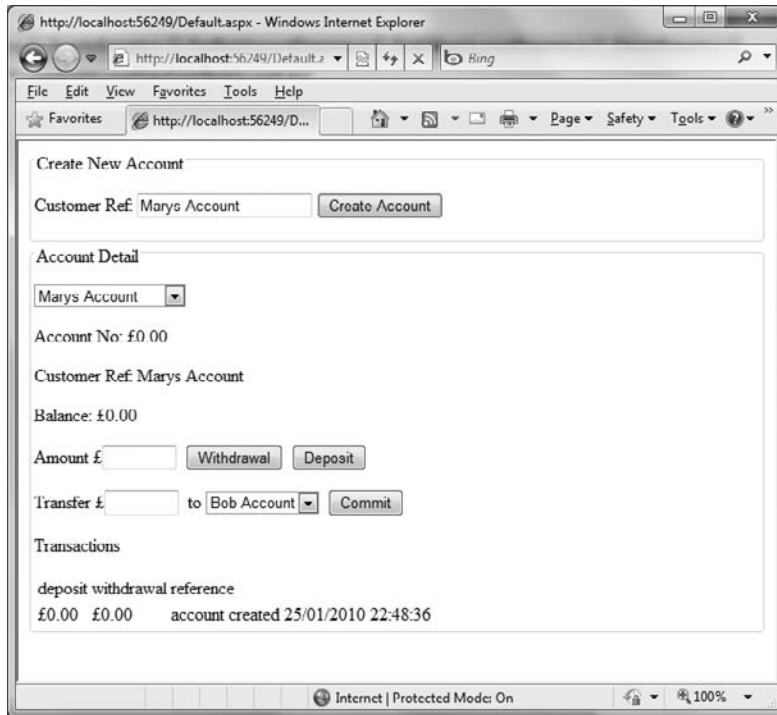 http://localhost:56249/Default.aspx - Windows Internet Explorer
http://localhost:56249/Default.a
Bing
File Edit View Favorites Tools Help
Favorites http://localhost:56249/D... Page Safety Tools »
Create New Account
Customer Ref: Marys Account Create Account
Account Detail
Marys Account
Account No: £0.00
Customer Ref: Marys Account
Balance: £0.00
Amount £ Withdrawal Deposit
Transfer £ to Bob Account Commit
Transactions
deposit withdrawal reference
£0.00 £0.00 account created 25/01/2010 22:48:36
Internet | Protected Mode: On 100%